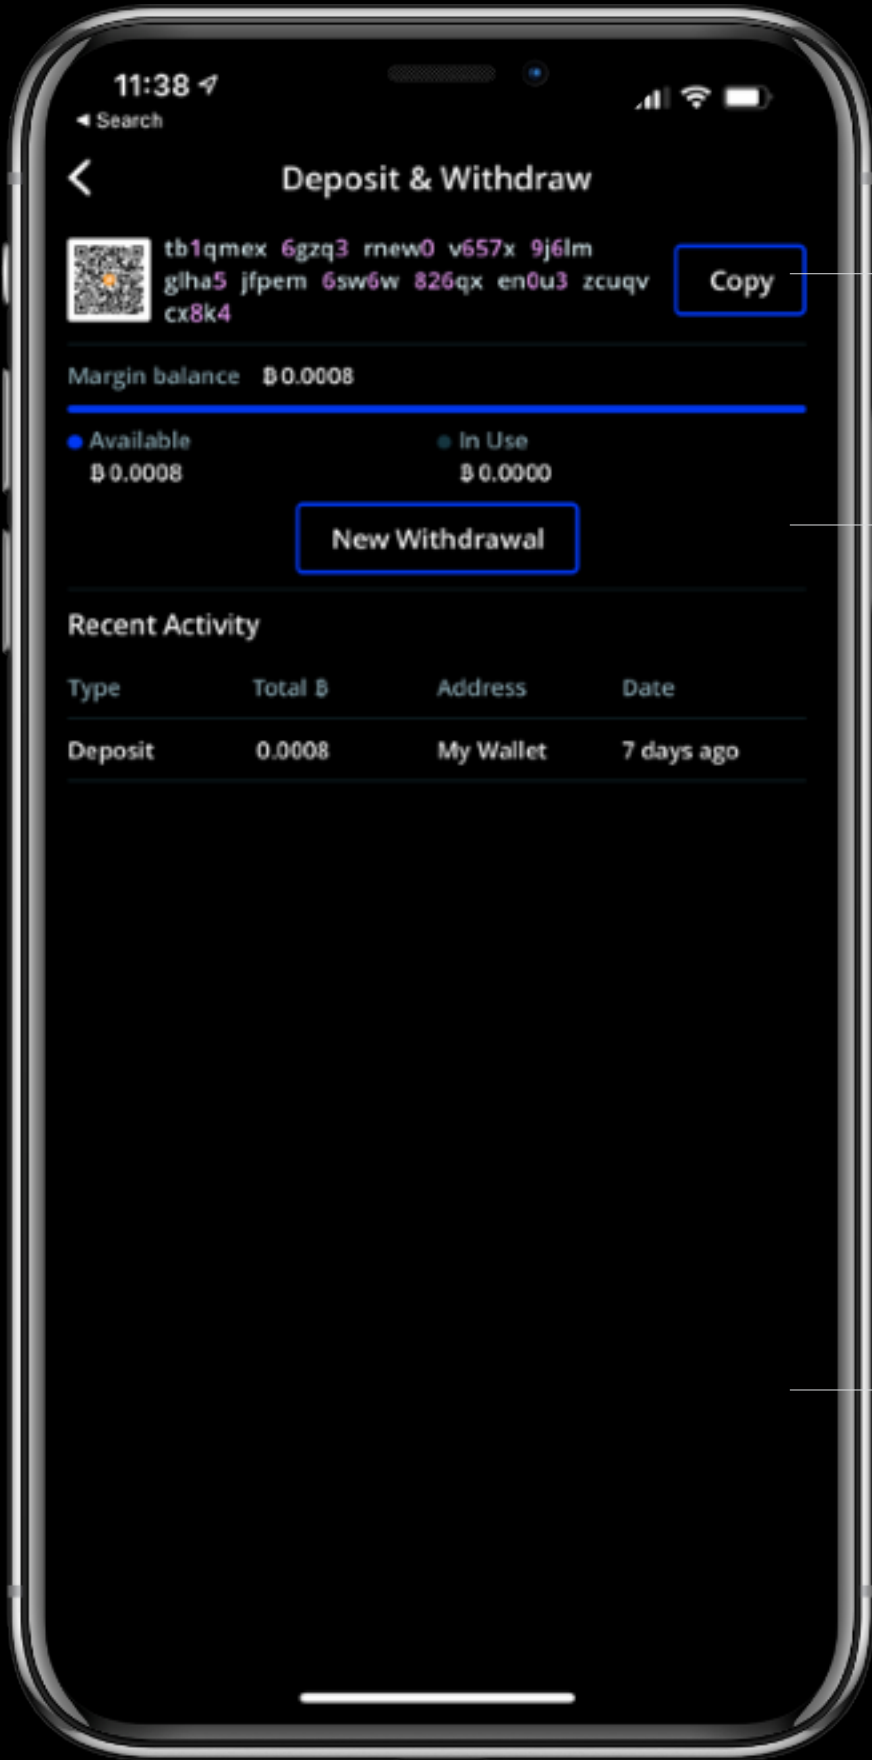 11:38
◀ Search
Deposit & Withdraw
tb1qmex 6gzq3 rnew0 v657x 9j6lm
glha5 jfpem 6sw6w 826qx en0u3 zcuqv
cx8k4
Copy
Margin balance ₿ 0.0008
Available
₿ 0.0008
In Use
₿ 0.0000
New Withdrawal
Recent Activity
Type Total ₿ Address Date
Deposit 0.0008 My Wallet 7 days ago